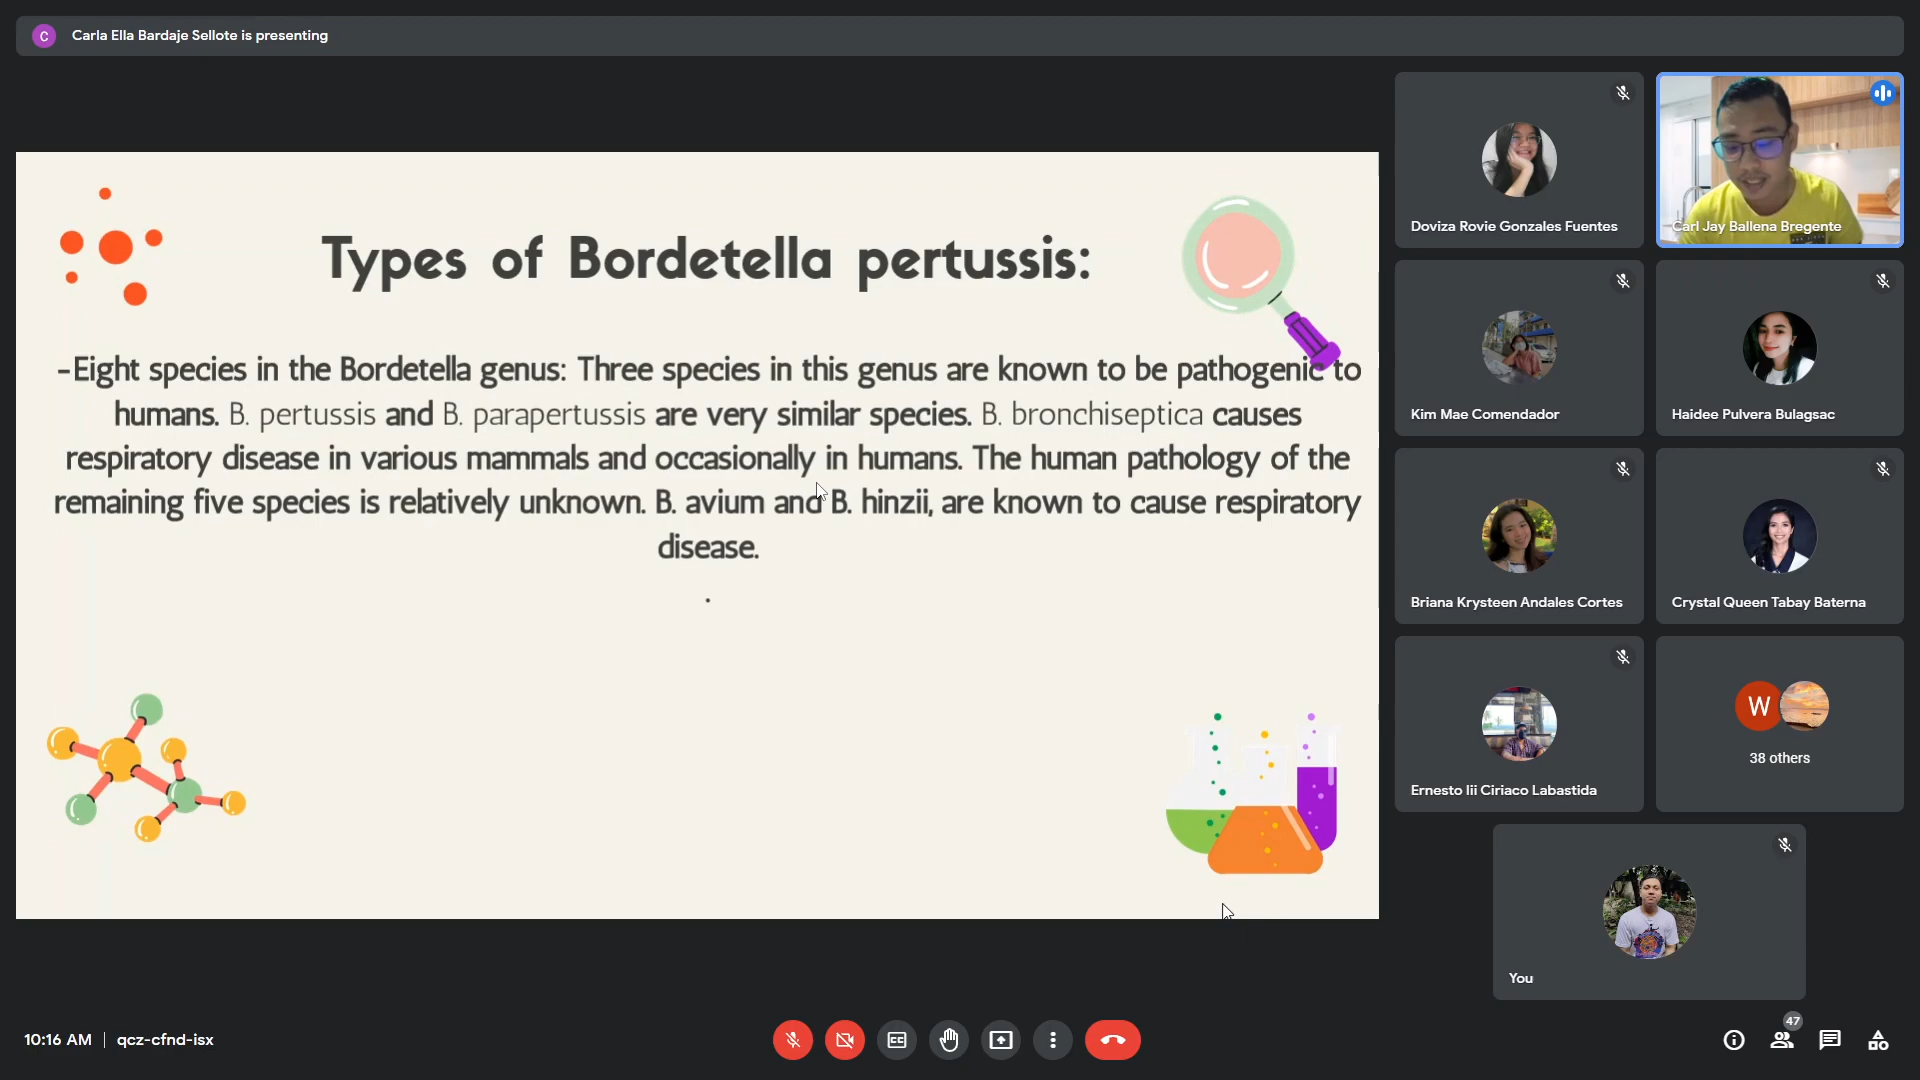 C
Carla Ella Bardaje Sellote is presenting
Types of Bordetella pertussis:
-Eight species in the Bordetella genus: Three species in this genus are known to be pathogenic to
humans. B. pertussis and B. parapertussis are very similar species. B. bronchiseptica causes
respiratory disease in various mammals and occasionally in humans. The human pathology of the
remaining five species is relatively unknown. B. avium and B. hinzii, are known to cause respiratory
disease.
.
Doviza Rovie Gonzales Fuentes
Carl Jay Ballena Bregente
Kim Mae Comendador
Haidee Pulvera Bulagsac
Briana Krysteen Andales Cortes
Crystal Queen Tabay Baterna
Ernesto Iii Ciriaco Labastida
W
38 others
You
10:16 AM | qcz-cfnd-isx
CC
47